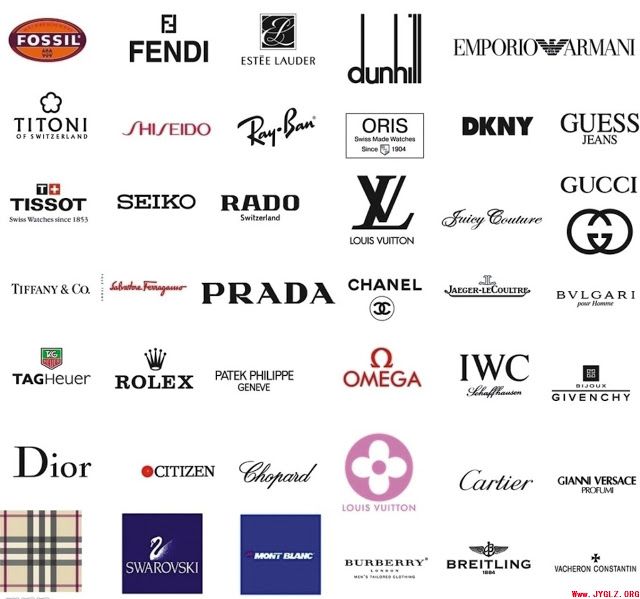 FOSSIL
FENDI
ESTĒE LAUDER
dunhill
EMPORIO ARMANI
TITONI
OF SWITZERLAND
SHISEIDO
Ray-Ban
ORIS
Swiss Made Watches
Since 1904
DKNY
GUESS
JEANS
T
TISSOT
Swiss Watches since 1853
SEIKO
RADO
Switzerland
LV
LOUIS VUITTON
Juicy Couture
GUCCI
TIFFANY & CO.
Salvatore Ferragamo
PRADA
CHANEL
JAEGER-LECOULTRE
BVLGARI
pour Homme
TAG
TAGHeuer
ROLEX
PATEK PHILIPPE
GENEVE
Ω
OMEGA
IWC
Schaffhausen
BIJOUX
GIVENCHY
Dior
CITIZEN
Chopard
LOUIS VUITTON
Cartier
GIANNI VERSACE
PROFUMI
SWAROVSKI
MONT BLANC
BURBERRY
LONDON
MEN'S TAILORED CLOTHING
BREITLING
1884
VACHERON CONSTANTIN
Www.JYGLZ.ORG